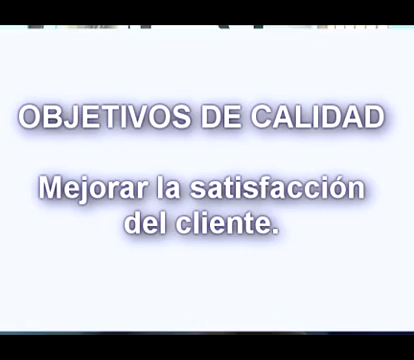 OBJETIVOS DE CALIDAD
Mejorar la satisfacción
del cliente.